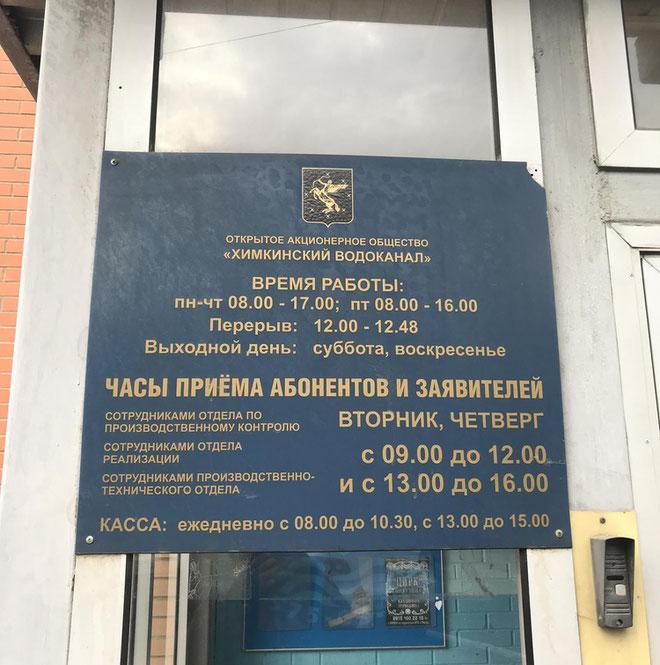 ОТКРЫТОЕ АКЦИОНЕРНОЕ ОБЩЕСТВО
«ХИМКИНСКИЙ ВОДОКАНАЛ»
ВРЕМЯ РАБОТЫ:
пн-чт 08.00 - 17.00; пт 08.00 - 16.00
Перерыв: 12.00 - 12.48
Выходной день: суббота, воскресенье
ЧАСЫ ПРИЁМА АБОНЕНТОВ И ЗАЯВИТЕЛЕЙ
СОТРУДНИКАМИ ОТДЕЛА ПО
ПРОИЗВОДСТВЕННОМУ КОНТРОЛЮ
СОТРУДНИКАМИ ОТДЕЛА
РЕАЛИЗАЦИИ
СОТРУДНИКАМИ ПРОИЗВОДСТВЕННО-
ТЕХНИЧЕСКОГО ОТДЕЛА
ВТОРНИК, ЧЕТВЕРГ
с 09.00 до 12.00
и с 13.00 до 16.00
КАССА: ежедневно с 08.00 до 10.30, с 13.00 до 15.00
ЦИРК